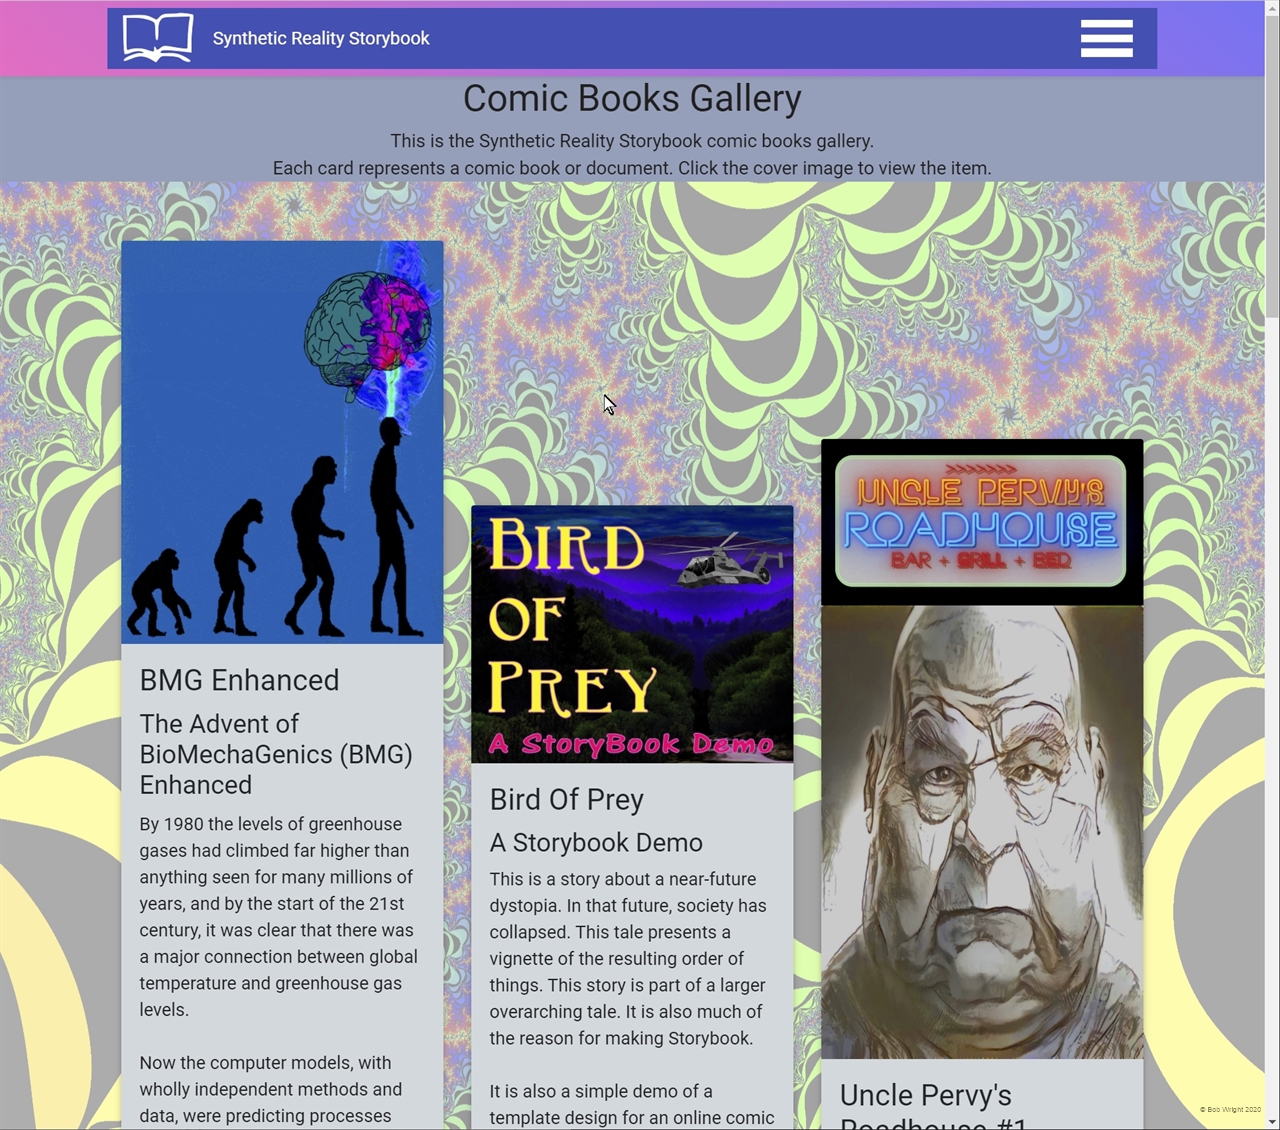 Synthetic Reality Storybook
Comic Books Gallery
This is the Synthetic Reality Storybook comic books gallery.
Each card represents a comic book or document. Click the cover image to view the item.
BMG Enhanced
The Advent of
BioMechaGenics (BMG)
Enhanced
By 1980 the levels of greenhouse
gases had climbed far higher than
anything seen for many millions of
years, and by the start of the 21st
century, it was clear that there was
a major connection between global
temperature and greenhouse gas
levels.
Now the computer models, with
wholly independent methods and
data, were predicting processes
BIRD
OF
PREY
A StoryBook Demo
Bird Of Prey
A Storybook Demo
This is a story about a near-future
dystopia. In that future, society has
collapsed. This tale presents a
vignette of the resulting order of
things. This story is part of a larger
overarching tale. It is also much of
the reason for making Storybook.
It is also a simple demo of a
template design for an online comic
UNCLE PERVY'S
ROADHOUSE
BAR + GRILL + BED
Uncle Pervy's
Roadhouse #1
© Bob Wright 2020